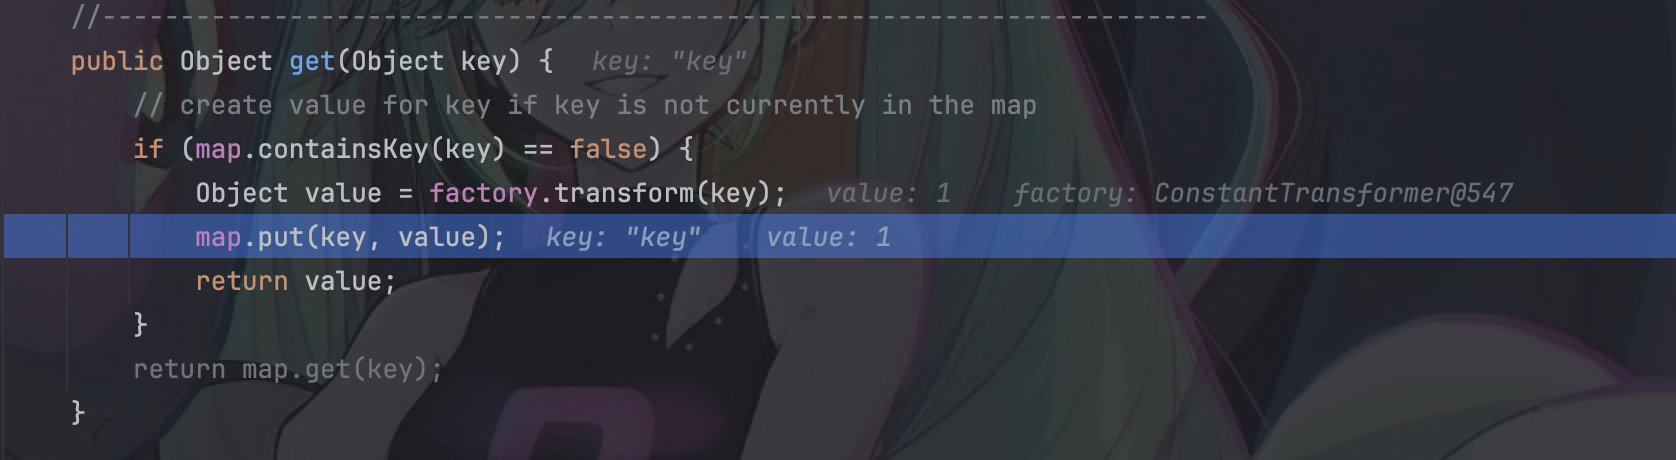 //-----------------------------------------------------------------------
public Object get(Object key) { key: "key"
// create value for key if key is not currently in the map
if (map.containsKey(key) == false) {
Object value = factory.transform(key); value: 1 factory: ConstantTransformer@547
map.put(key, value); key: "key" value: 1
return value;
}
return map.get(key);
}